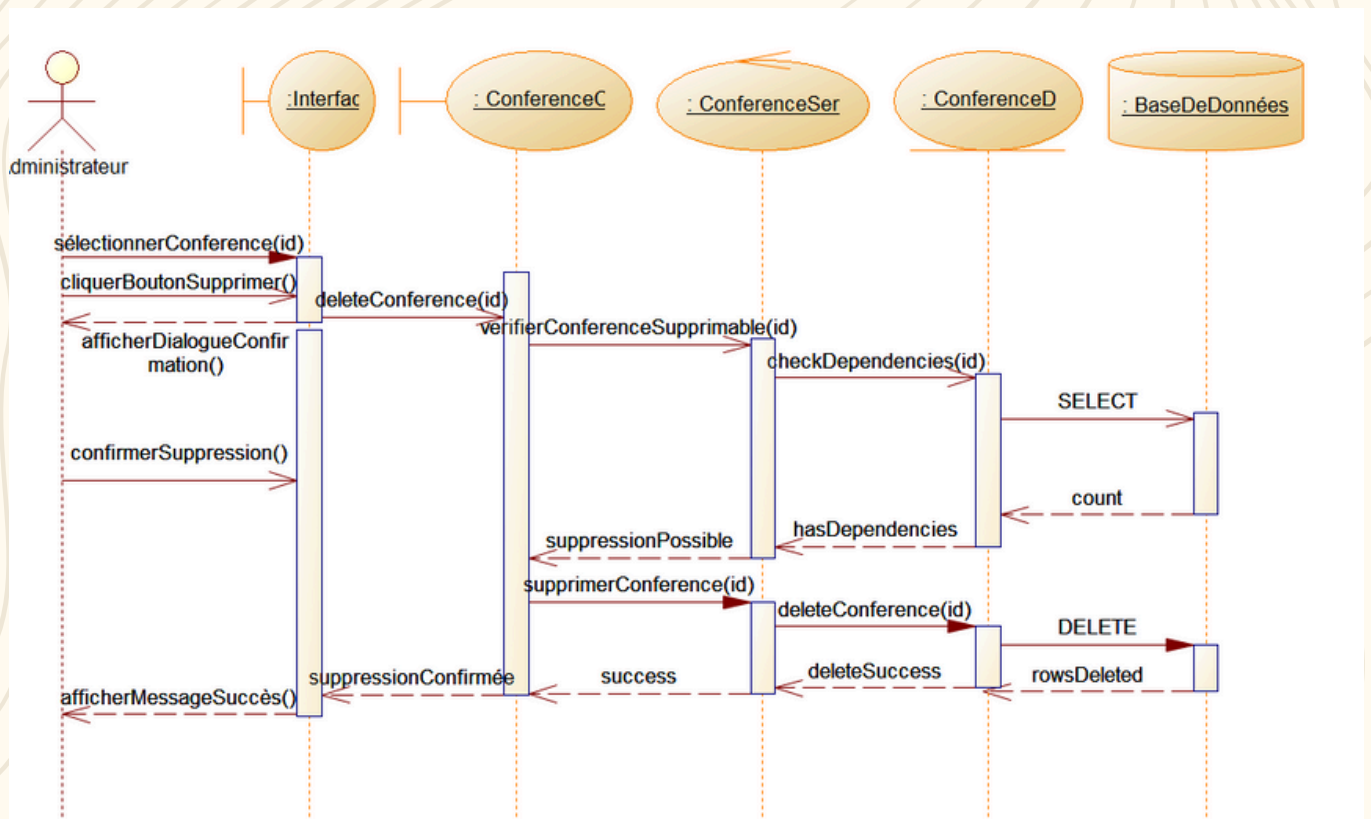 :Interfac
: ConferenceC
: ConferenceSer
: ConferenceD
: BaseDeDonnées
dministrateur
sélectionnerConference(id)
cliquerBoutonSupprimer()
deleteConference(id)
afficherDialogueConfir
mation()
verifierConferenceSupprimable(id)
checkDependencies(id)
SELECT
confirmerSuppression()
count
hasDependencies
suppressionPossible
supprimerConference(id)
deleteConference(id)
DELETE
rowsDeleted
deleteSuccess
success
suppressionConfirmée
afficherMessageSuccès()